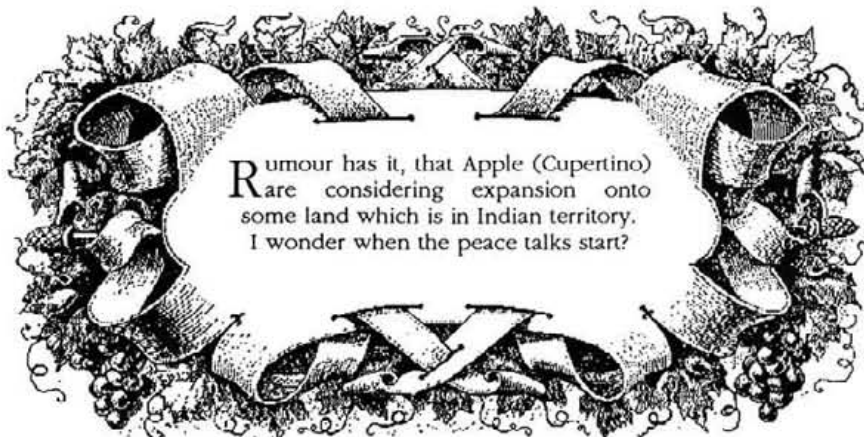 Rumour has it, that Apple (Cupertino)
are considering expansion onto
some land which is in Indian territory.
I wonder when the peace talks start?